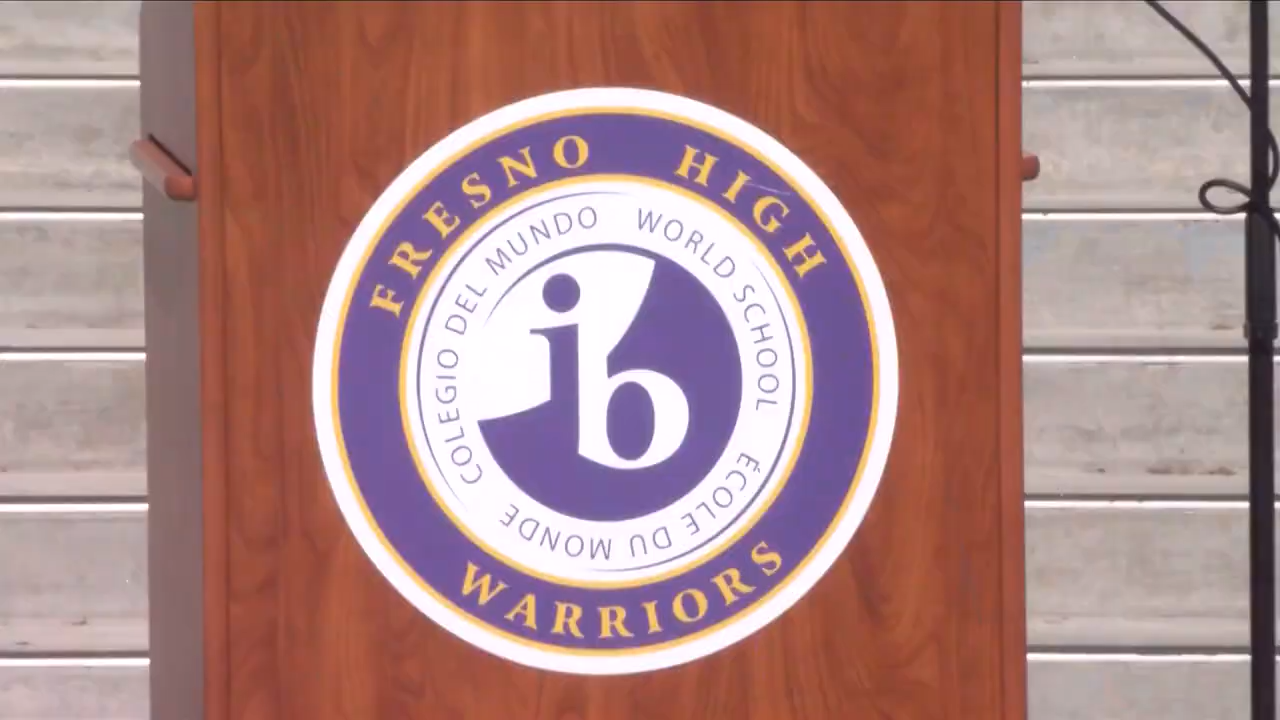 FRESNO HIGH
WORLD SCHOOL
ÉCOLE DU MONDE
COLEGIO DEL MUNDO
ib
WARRIORS